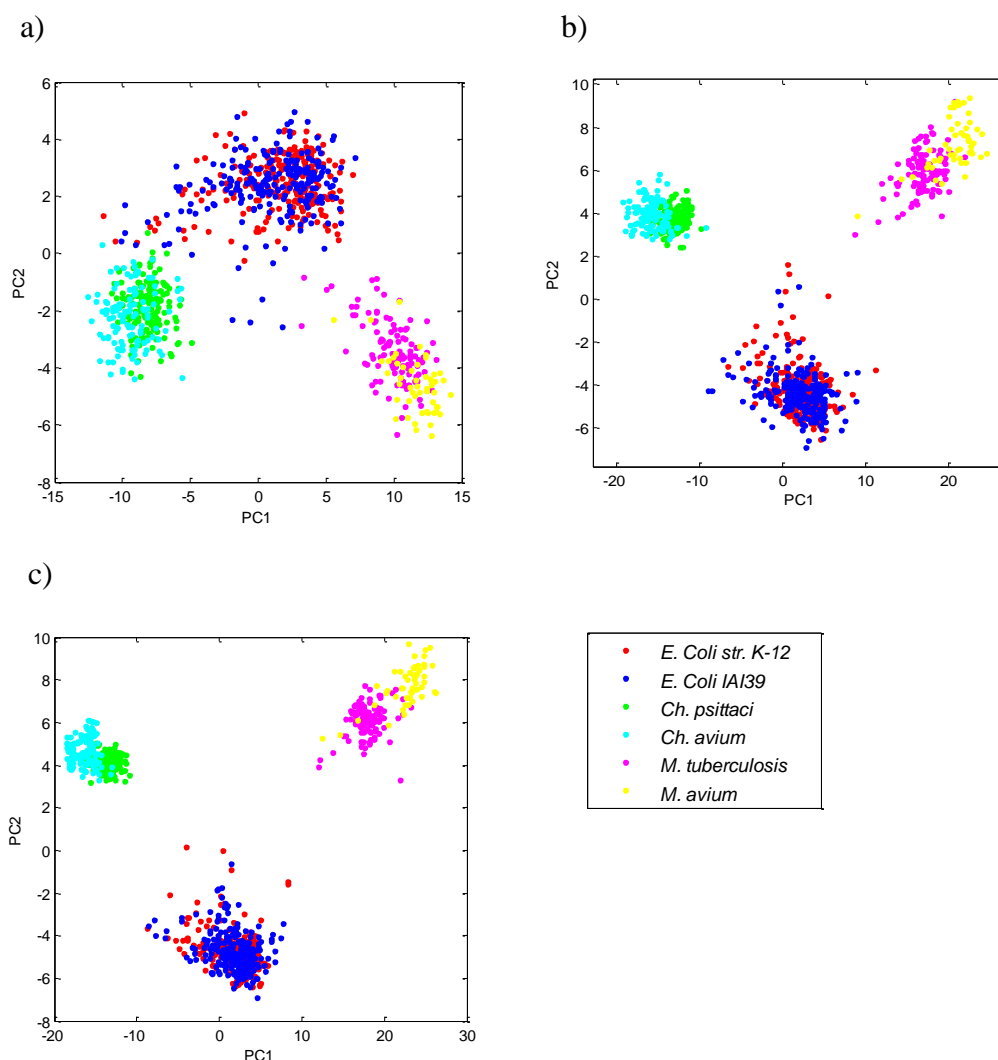 a)
6
4
2
0
-2
-4
-6
-8
-15 -10 -5 0 5 10 15
PC2
PC1
b)
10
8
6
4
2
0
-2
-4
-6
-20 -10 0 10 20
PC2
PC1
c)
10
8
6
4
2
0
-2
-4
-6
-8
-20 -10 0 10 20 30
PC2
PC1
E. Coli str. K-12
E. Coli IAI39
Ch. psittaci
Ch. avium
M. tuberculosis
M. avium